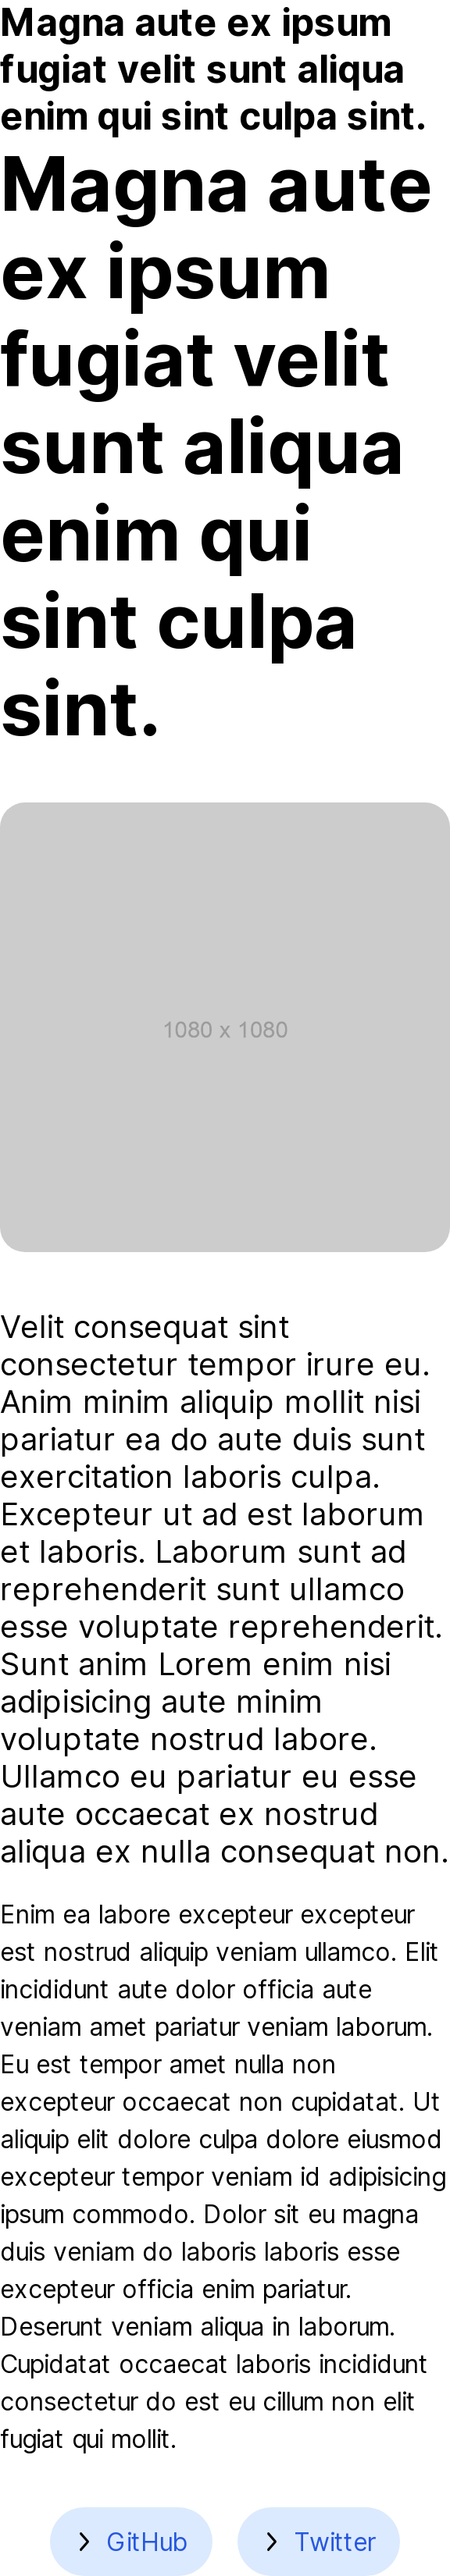 Magna aute ex ipsum
fugiat velit sunt aliqua
enim qui sint culpa sint.
Magna aute
ex ipsum
fugiat velit
sunt aliqua
enim qui
sint culpa
sint.
1080 x 1080
Velit consequat sint
consectetur tempor irure eu.
Anim minim aliquip mollit nisi
pariatur ea do aute duis sunt
exercitation laboris culpa.
Excepteur ut ad est laborum
et laboris. Laborum sunt ad
reprehenderit sunt ullamco
esse voluptate reprehenderit.
Sunt anim Lorem enim nisi
adipisicing aute minim
voluptate nostrud labore.
Ullamco eu pariatur eu esse
aute occaecat ex nostrud
aliqua ex nulla consequat non.
Enim ea labore excepteur excepteur
est nostrud aliquip veniam ullamco. Elit
incididunt aute dolor officia aute
veniam amet pariatur veniam laborum.
Eu est tempor amet nulla non
excepteur occaecat non cupidatat. Ut
aliquip elit dolore culpa dolore eiusmod
excepteur tempor veniam id adipisicing
ipsum commodo. Dolor sit eu magna
duis veniam do laboris laboris esse
excepteur officia enim pariatur.
Deserunt veniam aliqua in laborum.
Cupidatat occaecat laboris incididunt
consectetur do est eu cillum non elit
fugiat qui mollit.
GitHub
Twitter